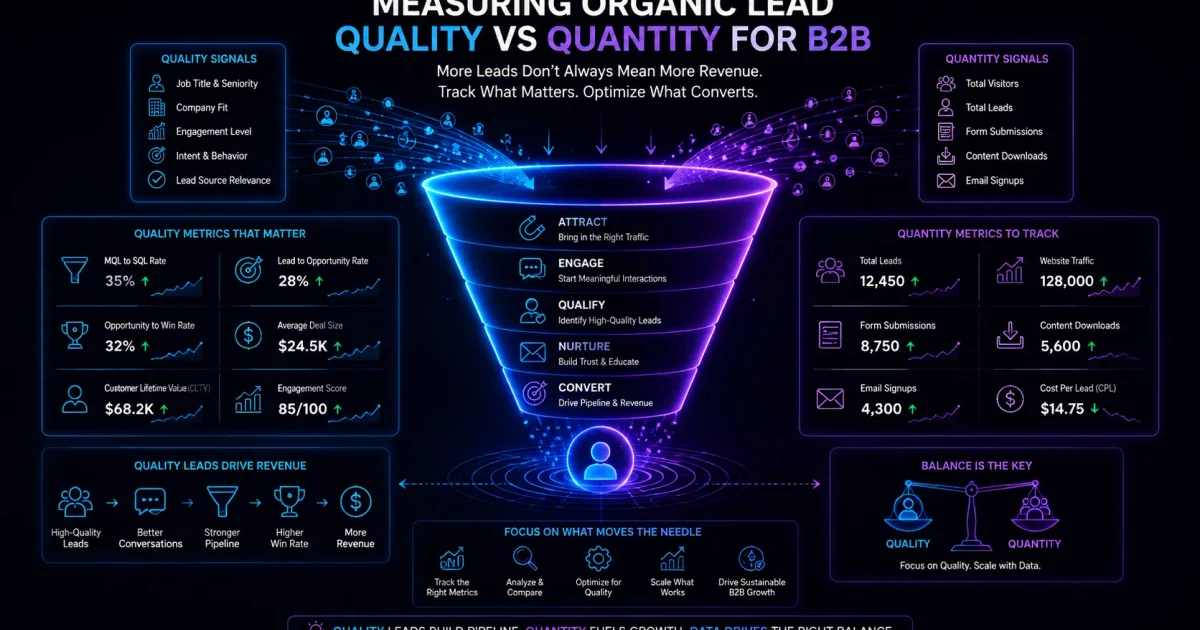 MEASURING ORGANIC LEAD
QUALITY VS QUANTITY FOR B2B
More Leads Don't Always Mean More Revenue.
Track What Matters. Optimize What Converts.
QUALITY SIGNALS
Job Title & Seniority
Company Fit
Engagement Level
Intent & Behavior
Lead Source Relevance
QUANTITY SIGNALS
Total Visitors
Total Leads
Form Submissions
Content Downloads
Email Signups
QUALITY METRICS THAT MATTER
MQL to SQL Rate
35%
Lead to Opportunity Rate
28%
Opportunity to Win Rate
32%
Average Deal Size
$24.5K
Customer Lifetime Value
$68.2K
Engagement Score
85/100
ATTRACT
Bring in the Right Traffic
ENGAGE
Start Meaningful Interactions
QUALIFY
Identify High-Quality Leads
NURTURE
Build Trust & Educate
CONVERT
Drive Pipeline & Revenue
QUANTITY METRICS TO TRACK
Total Leads
12,450
Website Traffic
128,000
Form Submissions
8,750
Content Downloads
5,600
Email Signups
4,300
Cost Per Lead (CPL)
$14.75
QUALITY LEADS DRIVE REVENUE
High-Quality
Leads
Better
Conversations
Stronger
Pipeline
Higher
Win Rate
More
Revenue
FOCUS ON WHAT MOVES THE NEEDLE
Track the
Right Metrics
Analyze &
Compare
Optimize for
Quality
Scale What
Works
Drive Sustainable
B2B Growth
BALANCE IS THE KEY
QUALITY
QUANTITY
Focus on Quality. Scale with Data.
QUALITY LEADS BUILD PIPELINE. QUANTITY FUELS GROWTH. DATA DRIVES THE RIGHT BALANCE.